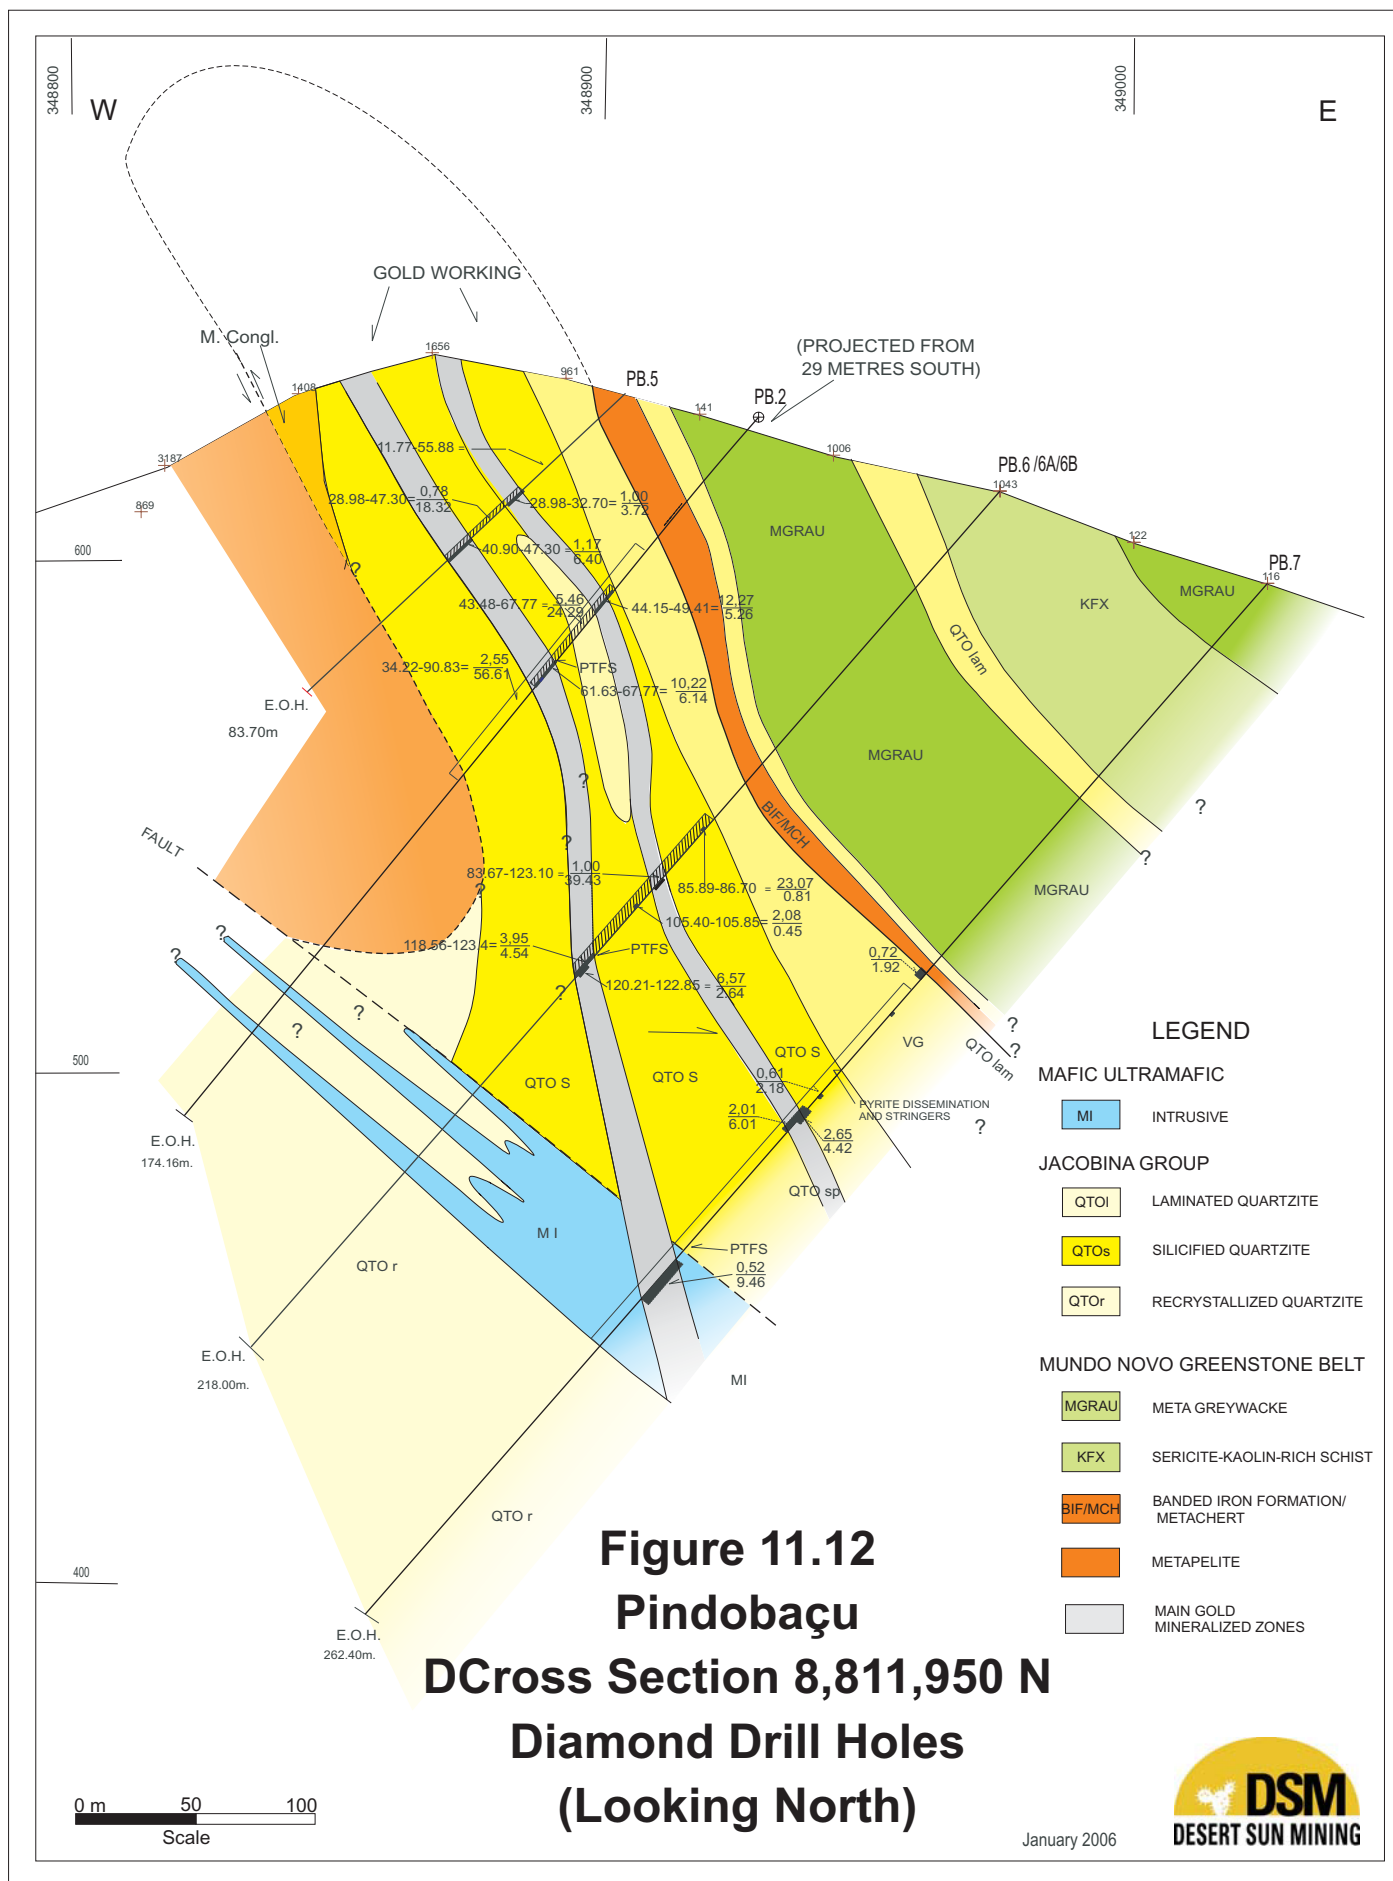 348800
348900
349000
W
E
GOLD WORKING
M. Congl.
(PROJECTED FROM
29 METRES SOUTH)
1656
961
PB.5
PB.2
1408
141
1006
PB.6 /6A/6B
1043
3187
869
122
PB.7
116
600
11.77-55.88 =
28.98-47.30= 0,78
18.32
28.98-32.70= 1,00
3.72
MGRAU
40.90-47.30 = 1,17
6.40
?
43.48-67.77 = 5,46
24.29
44.15-49.41= 12,27
5.26
KFX
MGRAU
QTO lam
34.22-90.83= 2,55
56.61
PTFS
61.63-67.77= 10,22
6.14
E.O.H.
83.70m
MGRAU
?
?
BIF/MCH
?
?
FAULT
83.67-123.10 = 1,00
39.43
85.89-86.70 = 23,07
0.81
MGRAU
?
105.40-105.85= 2,08
0.45
?
?
118.56-123.4= 3,95
4.54
PTFS
0,72
1.92
120.21-122.85 = 6,57
2.64
?
?
?
?
?
QTO lam
VG
LEGEND
500
QTO S
QTO S
QTO S
0,61
2.18
PYRITE DISSEMINATION
AND STRINGERS
?
2,01
6.01
2,65
4.42
MAFIC ULTRAMAFIC
MI
INTRUSIVE
E.O.H.
174.16m.
JACOBINA GROUP
QTO sp
QTOl
LAMINATED QUARTZITE
M I
PTFS
QTOs
SILICIFIED QUARTZITE
QTO r
0,52
9.46
QTOr
RECRYSTALLIZED QUARTZITE
E.O.H.
218.00m.
MI
MUNDO NOVO GREENSTONE BELT
MGRAU
META GREYWACKE
KFX
SERICITE-KAOLIN-RICH SCHIST
BIF/MCH
BANDED IRON FORMATION/
METACHERT
QTO r
METAPELITE
400
MAIN GOLD
MINERALIZED ZONES
E.O.H.
262.40m.
Figure 11.12
Pindobaçu
DCross Section 8,811,950 N
Diamond Drill Holes
(Looking North)
0 m 50 100
Scale
January 2006
DSM
DESERT SUN MINING